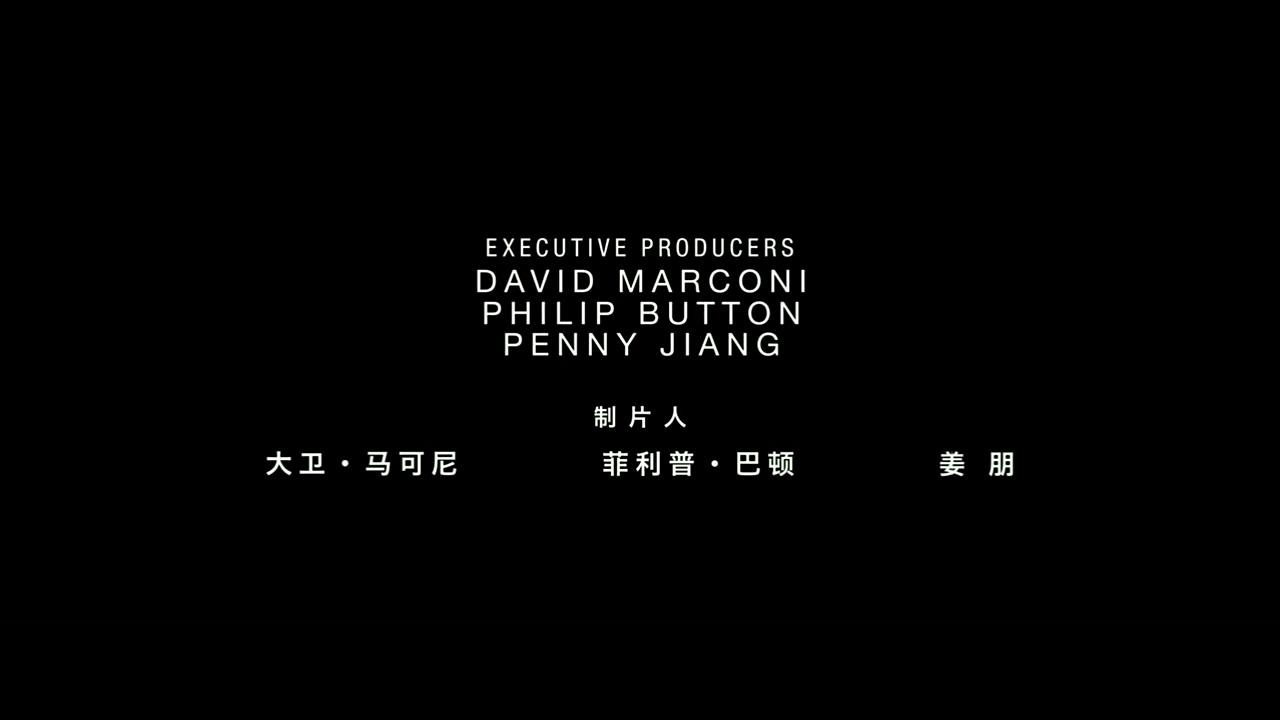 EXECUTIVE PRODUCERS
DAVID MARCONI
PHILIP BUTTON
PENNY JIANG
制片人
大卫·马可尼 菲利普·巴顿 姜 朋